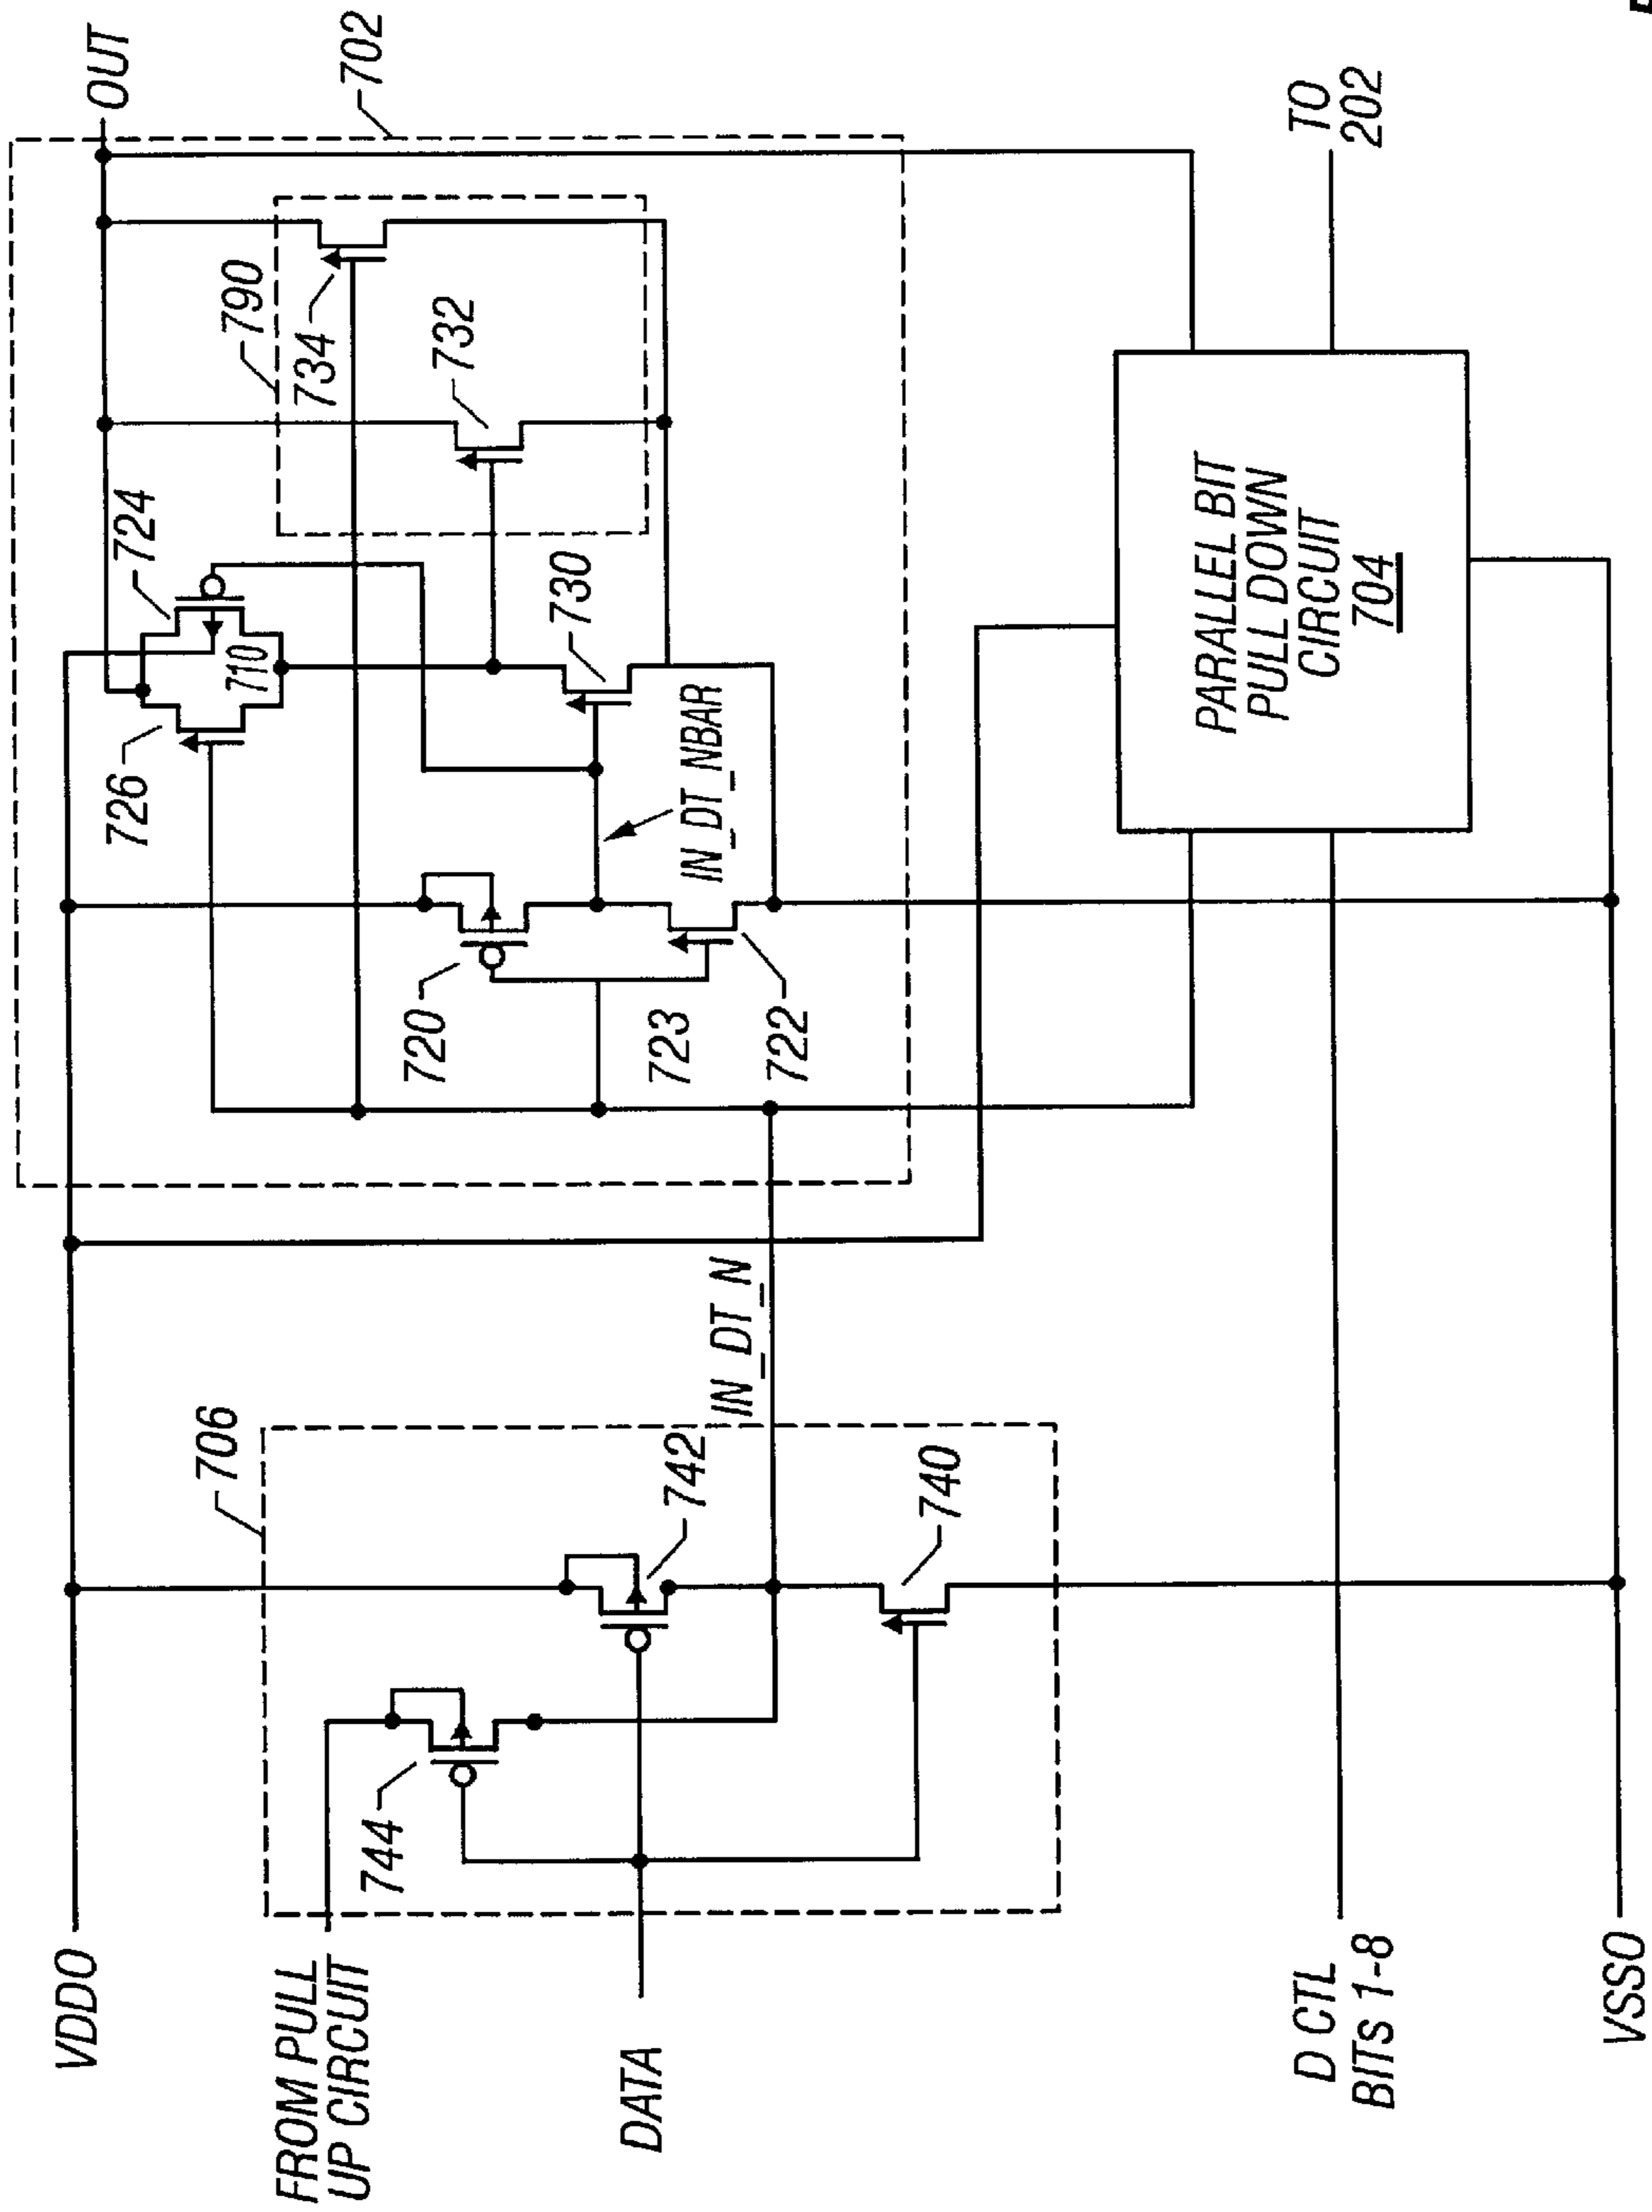 VDDO
OUT
702
790
734
732
724
710
726
730
IN_DT_NBAR
720
723
722
706
IN_DT_N
742
740
744
FROM PULL
UP CIRCUIT
DATA
D CTL
BITs 1-8
VSSO
PARALLEL BIT
PULL DOWN
CIRCUIT
704
TO
202